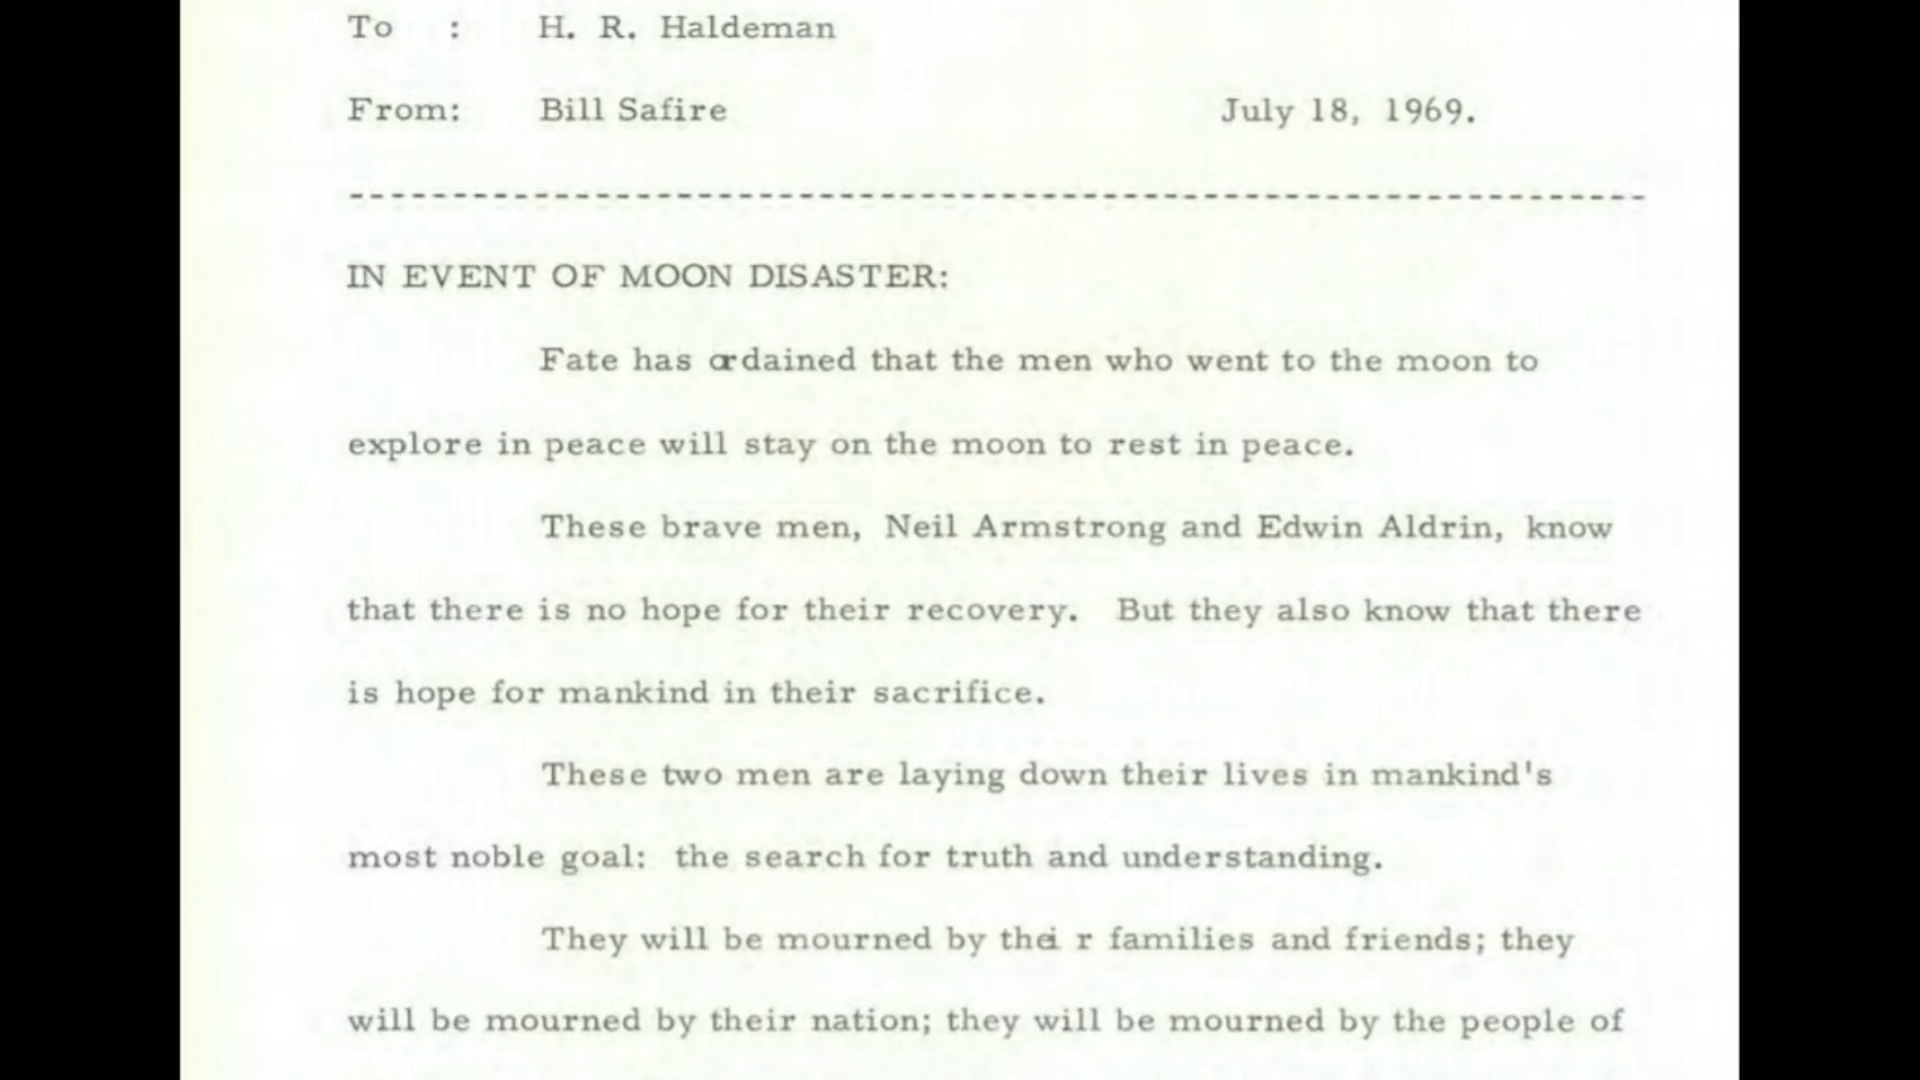 To : H. R. Haldeman
From: Bill Safire July 18, 1969.
--------------------------------------------------------------------------------
IN EVENT OF MOON DISASTER:
Fate has ordained that the men who went to the moon to
explore in peace will stay on the moon to rest in peace.
These brave men, Neil Armstrong and Edwin Aldrin, know
that there is no hope for their recovery. But they also know that there
is hope for mankind in their sacrifice.
These two men are laying down their lives in mankind's
most noble goal: the search for truth and understanding.
They will be mourned by thei r families and friends; they
will be mourned by their nation; they will be mourned by the people of